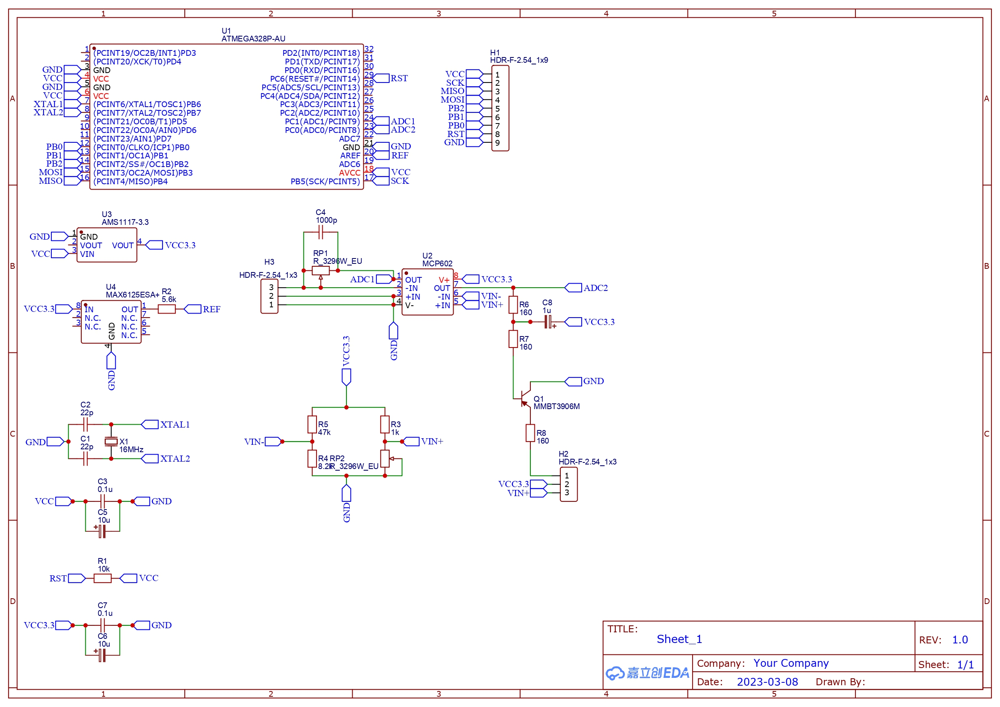 1 2 3 4 5
A
B
C
D
A
B
C
D
U1
ATMEGA328P-AU
1 (PCINT19/OC2B/INT1)PD3
2 (PCINT20/XCK/T0)PD4
GND 3 GND
VCC 4 VCC
GND 5 GND
VCC 6 VCC
XTAL1 7 (PCINT6/XTAL1/TOSC1)PB6
XTAL2 8 (PCINT7/XTAL2/TOSC2)PB7
9 (PCINT21/OC0B/T1)PD5
10 (PCINT22/OC0A/AIN0)PD6
11 (PCINT23/AIN1)PD7
PB0 12 (PCINT0/CLKO/ICP1)PB0
PB1 13 (PCINT1/OC1A)PB1
PB2 14 (PCINT2/SS#/OC1B)PB2
MOSI 15 (PCINT3/OC2A/MOSI)PB3
MISO 16 (PCINT4/MISO)PB4
PD2(INT0/PCINT18) 32
PD1(TXD/PCINT17) 31
PD0(RXD/PCINT16) 30
PC6(RESET#/PCINT14) 29 RST
PC5(ADC5/SCL/PCINT13) 28
PC4(ADC4/SDA/PCINT12) 27
PC3(ADC3/PCINT11) 26
PC2(ADC2/PCINT10) 25
PC1(ADC1/PCINT9) 24 ADC1
PC0(ADC0/PCINT8) 23 ADC2
ADC7 22
GND 21 GND
AREF 20 REF
ADC6 19
AVCC 18 VCC
PB5(SCK/PCINT5) 17 SCK
H1
HDR-F-2.54_1x9
VCC 1
SCK 2
MISO 3
MOSI 4
PB2 5
PB1 6
PB0 7
RST 8
GND 9
U3
AMS1117-3.3
GND 1 GND
2 VOUT VOUT 4 VCC3.3
VCC 3 VIN
U4
MAX6125ESA+
R2
5.6k
VCC3.3 8 IN OUT 1 REF
2 N.C. N.C. 7
3 N.C. N.C. 6
N.C. 5
GND
4
GND
C2
22p
XTAL1
GND
C1
22p
X1
16MHz
XTAL2
C3
0.1u
VCC GND
C5
10u
+
R1
10k
RST VCC
C7
0.1u
VCC3.3 GND
C6
10u
+
C4
1000p
RP1
R_3296W_EU
H3
HDR-F-2.54_1x3
3
2
1
U2
MCP602
ADC1 1 OUT V+ 8 VCC3.3
2 -IN OUT 7 ADC2
3 +IN -IN 6 VIN-
4 V- +IN 5 VIN+
GND
R6
160
C8
1u
+
VCC3.3
R7
160
GND
Q1
MMBT3906M
R8
160
H2
HDR-F-2.54_1x3
1
VCC3.3 2
VIN+ 3
VCC3.3
R5
47k
R3
1k
VIN- VIN+
R4
8.2k
RP2
R_3296W_EU
GND
TITLE:
Sheet_1
REV: 1.0
嘉立创EDA
Company: Your Company
Sheet: 1/1
Date: 2023-03-08 Drawn By:
1 2 3 4 5